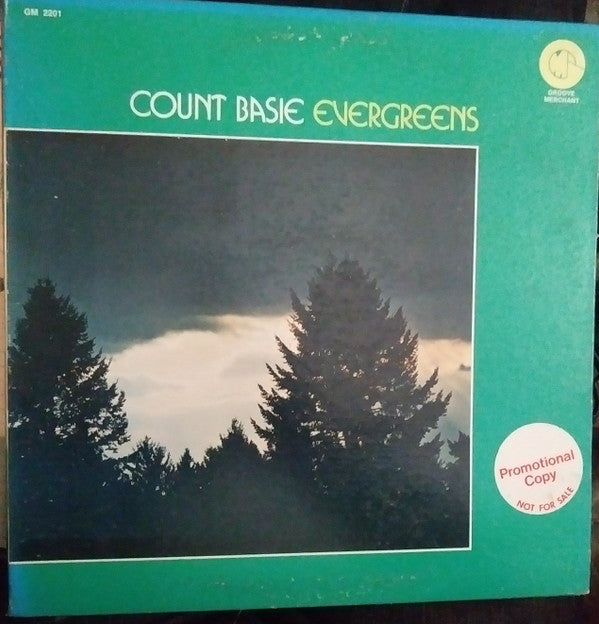 GM 2201
GROOVE
MERCHANT
COUNT BASIE EVERGREENS
Promotional
Copy
NOT FOR SALE